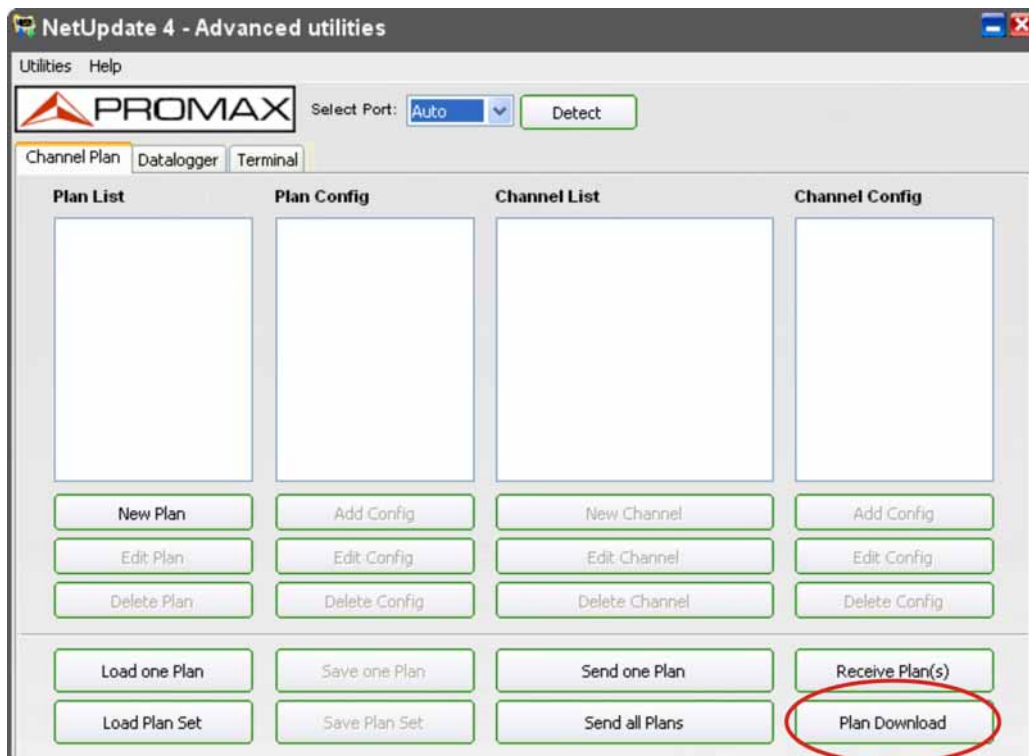 NetUpdate 4 - Advanced utilities
Utilities Help
PROMAX Select Port: Auto Detect
Channel Plan Datalogger Terminal
Plan List Plan Config Channel List Channel Config
New Plan Add Config New Channel Add Config
Edit Plan Edit Config Edit Channel Edit Config
Delete Plan Delete Config Delete Channel Delete Config
Load one Plan Save one Plan Send one Plan Receive Plan(s)
Load Plan Set Save Plan Set Send all Plans Plan Download